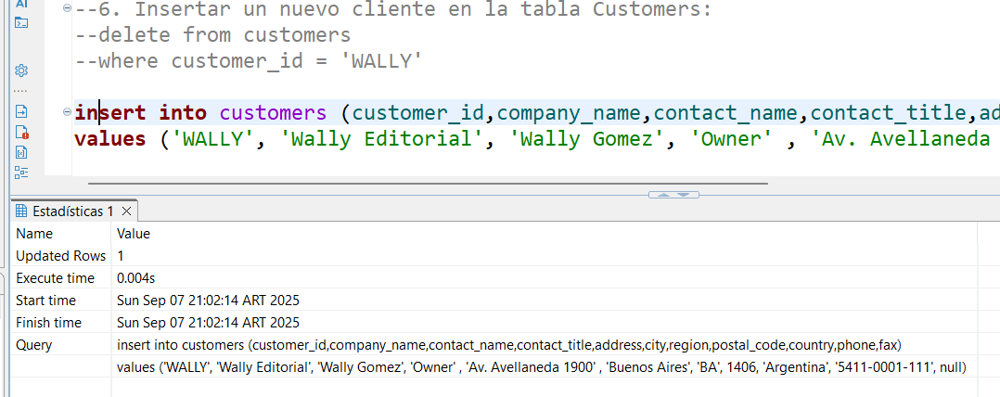 AI
--6. Insertar un nuevo cliente en la tabla Customers:
--delete from customers
--where customer_id = 'WALLY'
insert into customers (customer_id,company_name,contact_name,contact_title,ad
values ('WALLY', 'Wally Editorial', 'Wally Gomez', 'Owner' , 'Av. Avellaneda
Estadísticas 1
Name Value
Updated Rows 1
Execute time 0.004s
Start time Sun Sep 07 21:02:14 ART 2025
Finish time Sun Sep 07 21:02:14 ART 2025
Query insert into customers (customer_id,company_name,contact_name,contact_title,address,city,region,postal_code,country,phone,fax)
values ('WALLY', 'Wally Editorial', 'Wally Gomez', 'Owner' , 'Av. Avellaneda 1900' , 'Buenos Aires', 'BA', 1406, 'Argentina', '5411-0001-111', null)